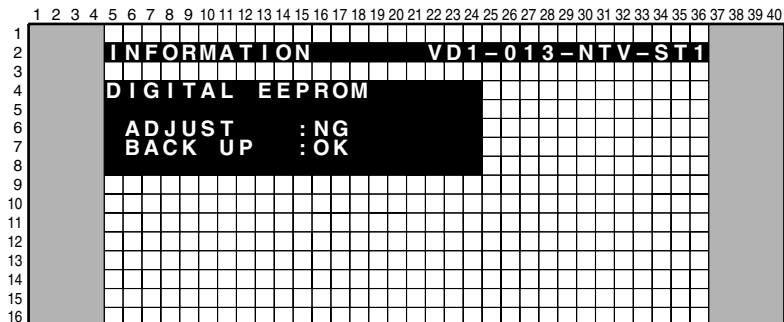 1 2 3 4 5 6 7 8 9 10 11 12 13 14 15 16 17 18 19 20 21 22 23 24 25 26 27 28 29 30 31 32 33 34 35 36 37 38 39 40
1
2 INFORMATION VD1–013–NTV–ST1
3
4 DIGITAL EEPROM
5
6 ADJUST :NG
7 BACK UP :OK
8
9
10
11
12
13
14
15
16